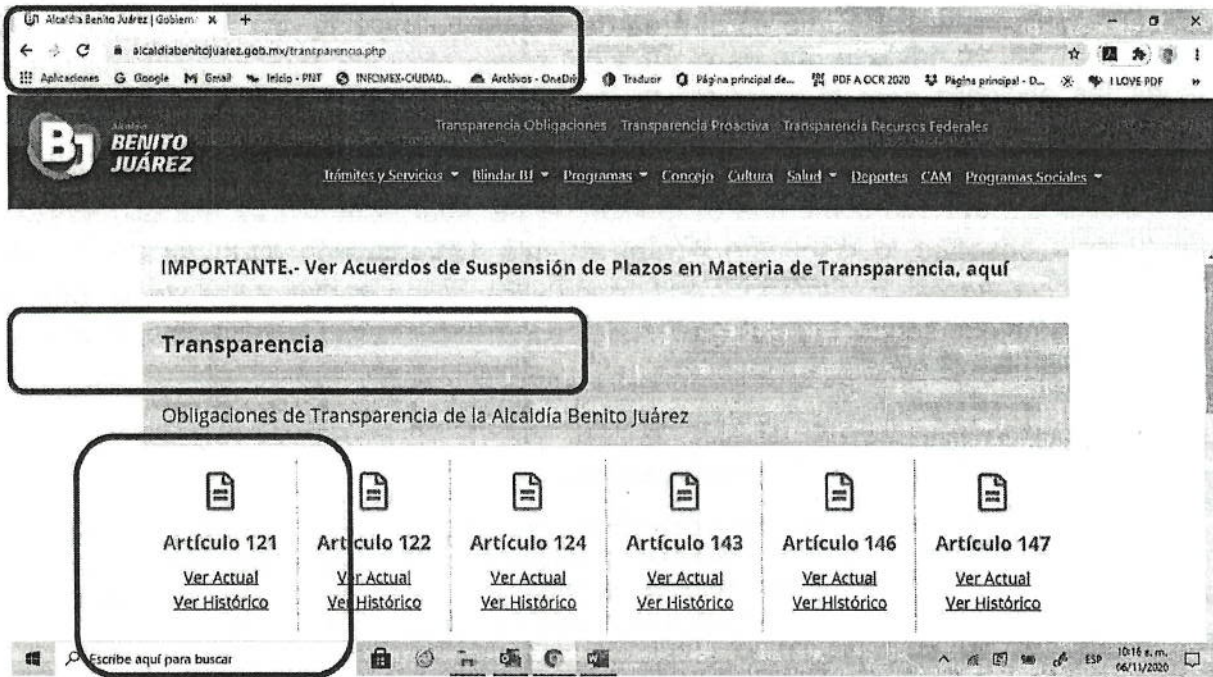 Alcaldía Benito Juárez | Gobiern
alcaldiabenitojuarez.gob.mx/transparencia.php
Aplicaciones Google Gmail Inicio - PNT INFOMEX-CIUDAD... Archivos - OneDrive Traducir Página principal de... PDF A OCR 2020 Página principal - D... I LOVE PDF
Transparencia Obligaciones Transparencia Proactiva Transparencia Recursos Federales
BJ
Alcaldía
BENITO
JUÁREZ
Trámites y Servicios Blindar BJ Programas Concejo Cultura Salud Deportes CAM Programas Sociales
IMPORTANTE.- Ver Acuerdos de Suspensión de Plazos en Materia de Transparencia, aquí
Transparencia
Obligaciones de Transparencia de la Alcaldía Benito Juárez
Artículo 121 Artículo 122 Artículo 124 Artículo 143 Artículo 146 Artículo 147
Ver Actual Ver Actual Ver Actual Ver Actual Ver Actual Ver Actual
Ver Histórico Ver Histórico Ver Histórico Ver Histórico Ver Histórico Ver Histórico
Escribe aquí para buscar
ESP
10:16 a. m.
06/11/2020